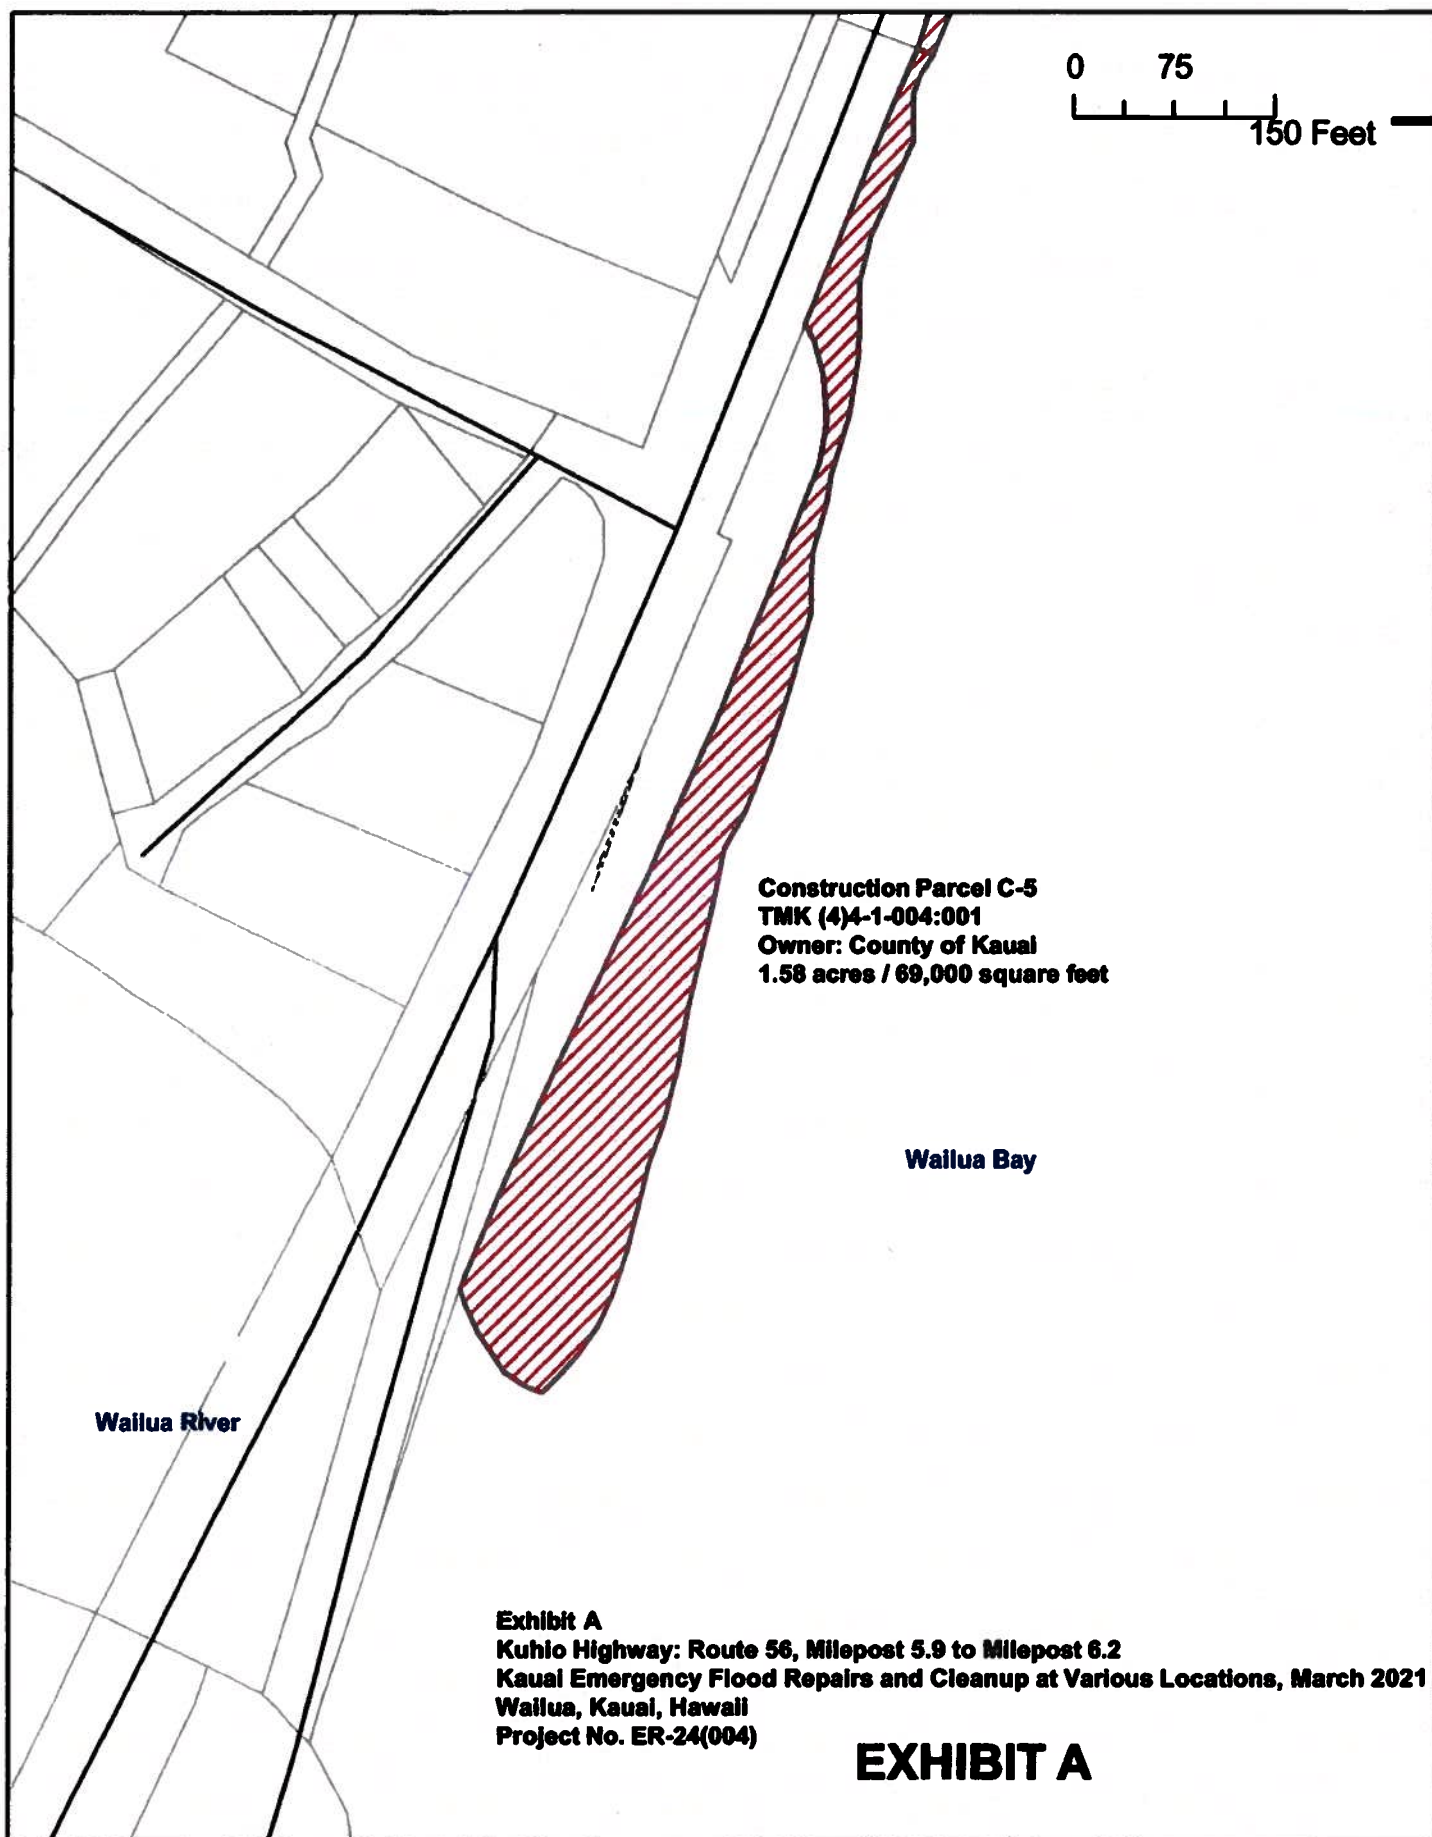 0 75
150 Feet
Construction Parcel C-5
TMK (4)4-1-004:001
Owner: County of Kauai
1.58 acres / 69,000 square feet
Wailua Bay
Wailua River
Exhibit A
Kuhio Highway: Route 56, Milepost 5.9 to Milepost 6.2
Kauai Emergency Flood Repairs and Cleanup at Various Locations, March 2021
Wailua, Kauai, Hawaii
Project No. ER-24(004)
EXHIBIT A